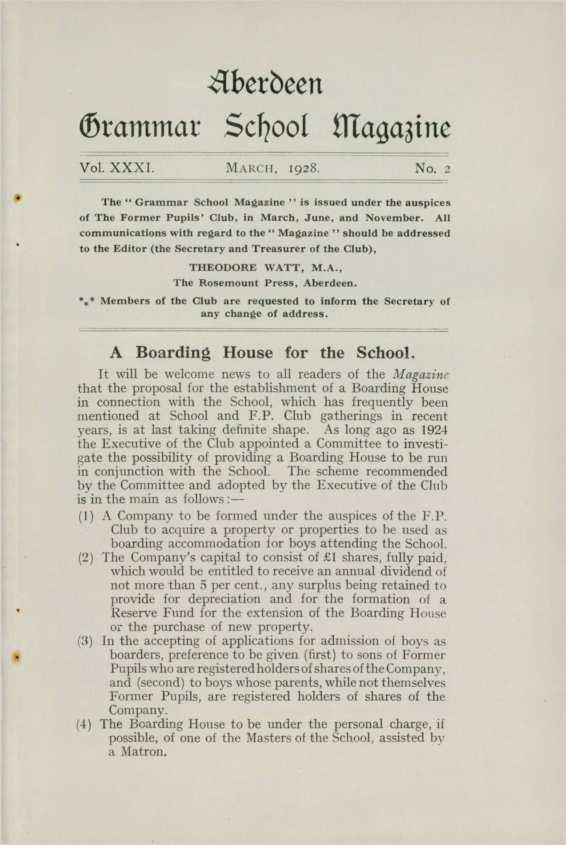 Aberdeen
Grammar School Magazine
Vol. XXXI. March, 1928. No. 2
The "Grammar School Magazine" is issued under the auspices
of The Former Pupils' Club, in March, June, and November. All
communications with regard to the "Magazine" should be addressed
to the Editor (the Secretary and Treasurer of the Club),
THEODORE WATT, M.A.,
The Rosemount Press, Aberdeen.
*** Members of the Club are requested to inform the Secretary of
any change of address.
A Boarding House for the School.
It will be welcome news to all readers of the Magazine
that the proposal for the establishment of a Boarding House
in connection with the School, which has frequently been
mentioned at School and F.P. Club gatherings in recent
years, is at last taking definite shape. As long ago as 1924
the Executive of the Club appointed a Committee to investi-
gate the possibility of providing a Boarding House to be run
in conjunction with the School. The scheme recommended
by the Committee and adopted by the Executive of the Club
is in the main as follows:—
(1) A Company to be formed under the auspices of the F.P.
Club to acquire a property or properties to be used as
boarding accommodation for boys attending the School.
(2) The Company's capital to consist of £1 shares, fully paid,
which would be entitled to receive an annual dividend of
not more than 5 per cent., any surplus being retained to
provide for depreciation and for the formation of a
Reserve Fund for the extension of the Boarding House
or the purchase of new property.
(3) In the accepting of applications for admission of boys as
boarders, preference to be given (first) to sons of Former
Pupils who are registered holders of shares of the Company,
and (second) to boys whose parents, while not themselves
Former Pupils, are registered holders of shares of the
Company.
(4) The Boarding House to be under the personal charge, if
possible, of one of the Masters of the School, assisted by
a Matron.